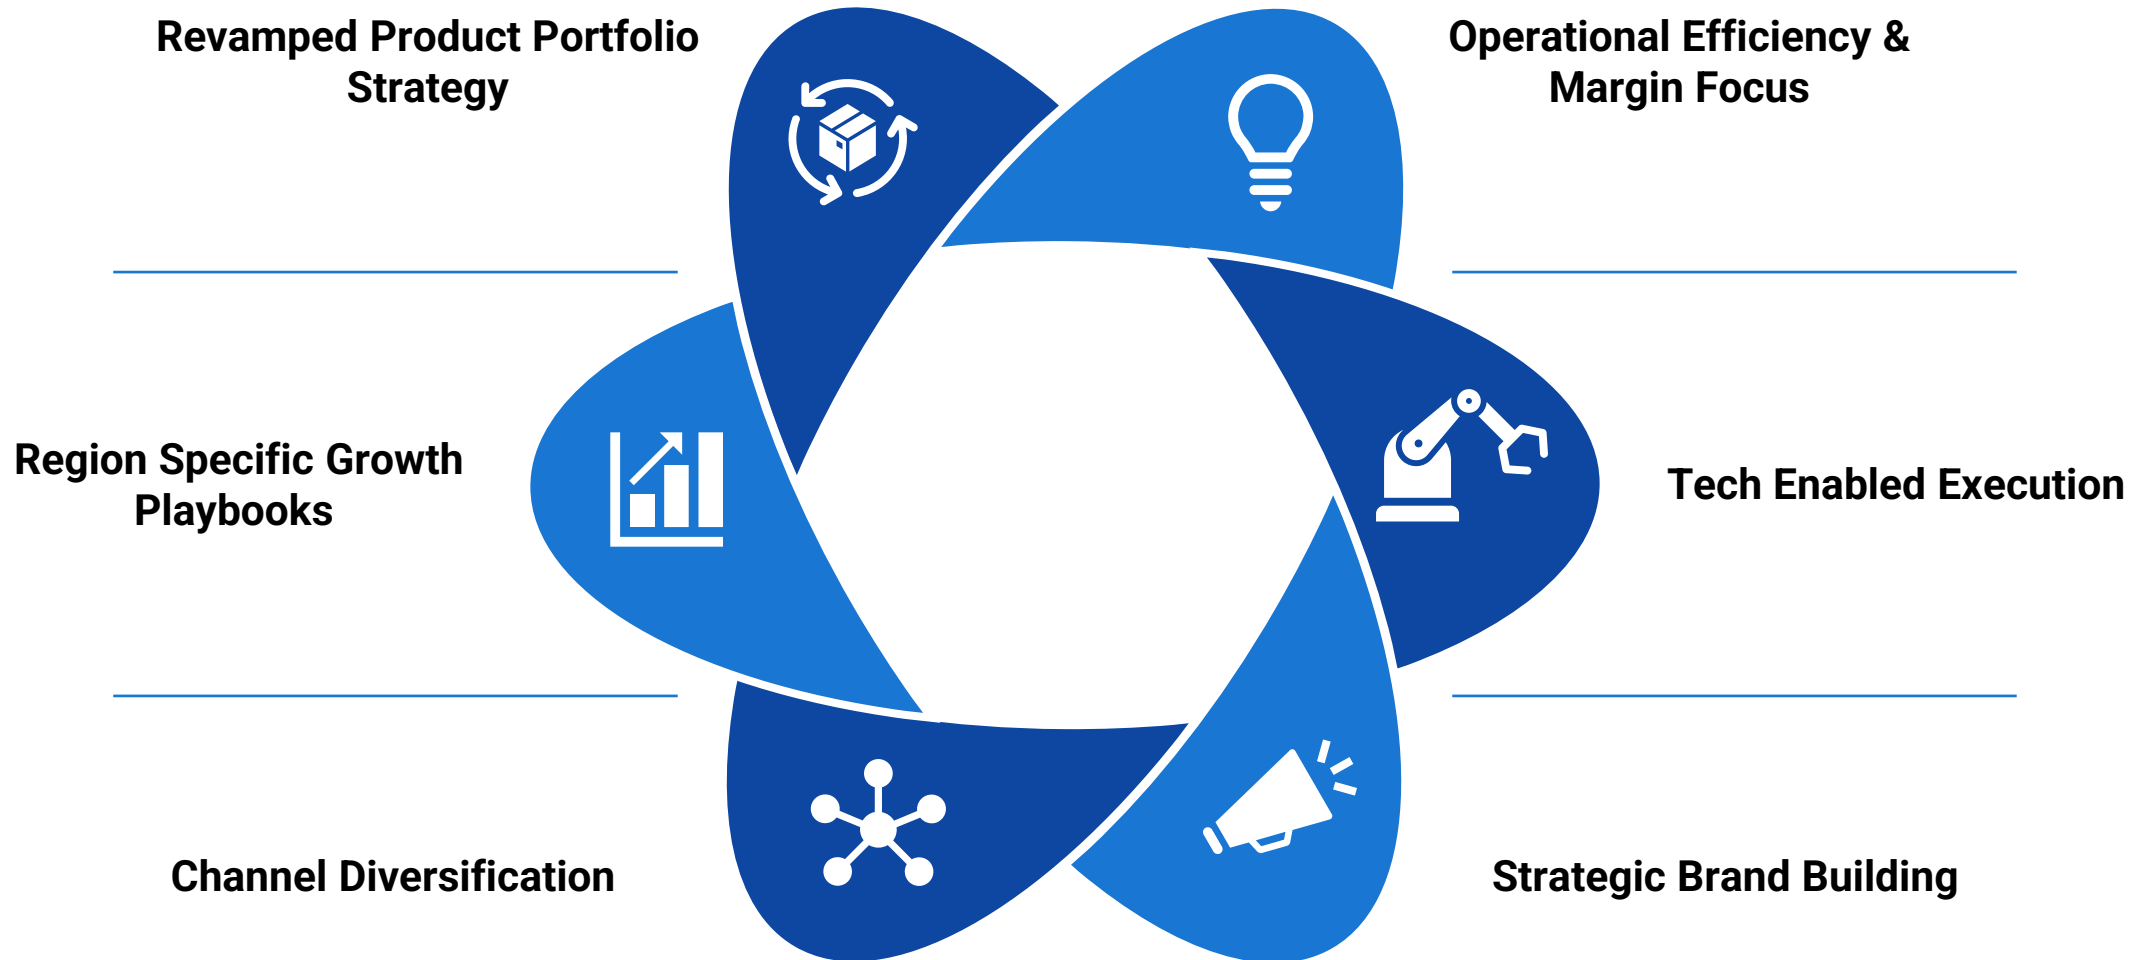 Revamped Product Portfolio
Strategy
Operational Efficiency &
Margin Focus
Region Specific Growth
Playbooks
Tech Enabled Execution
Channel Diversification
Strategic Brand Building